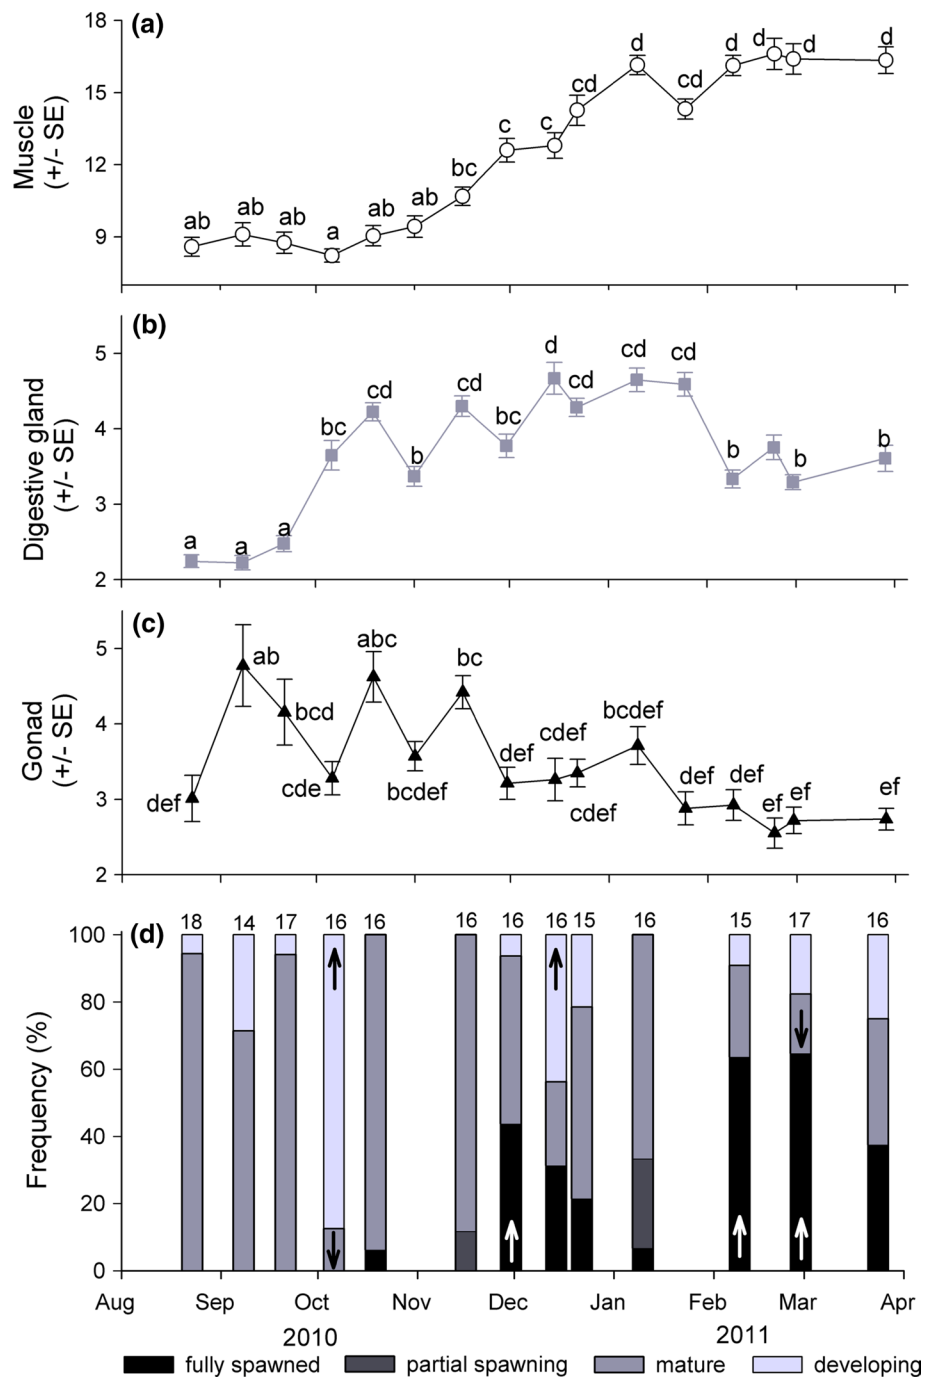 (a)
18
15
12
9
Muscle
(+/- SE)
ab ab ab a ab ab bc c c cd d cd d d d d
(b)
5
4
3
2
Digestive gland
(+/- SE)
a a a bc cd b cd bc d cd cd cd b b b
(c)
5
4
3
2
Gonad
(+/- SE)
def ab bcd cde abc bcdef bc def cdef cdef bcdef def def ef ef ef
(d)
18 14 17 16 16 16 16 16 15 16 15 17 16
100
80
60
40
20
0
Frequency (%)
Aug Sep Oct Nov Dec Jan Feb Mar Apr
2010 2011
fully spawned partial spawning mature developing